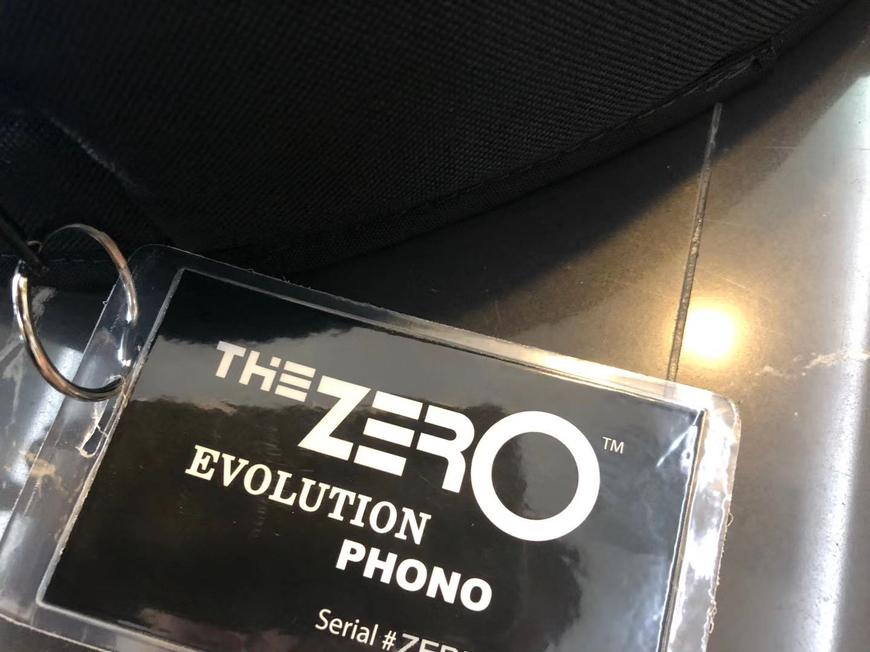 THE ZERO™
EVOLUTION
PHONO
Serial #